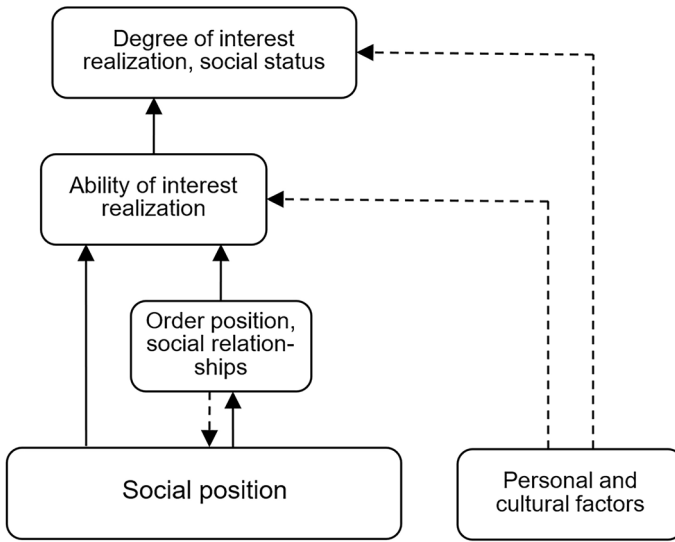 Degree of interest
realization, social status
Ability of interest
realization
Order position,
social relation-
ships
Social position
Personal and
cultural factors